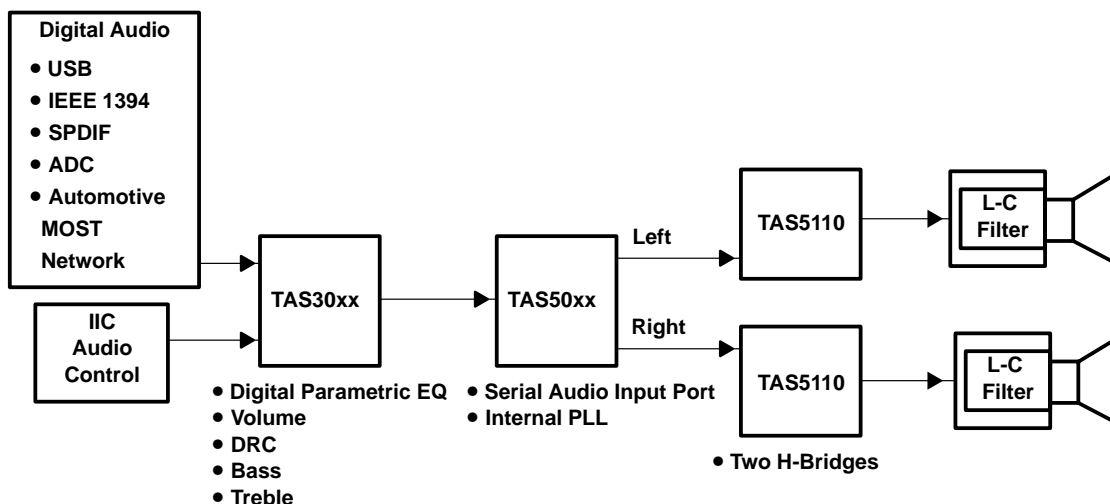 Digital Audio
• USB
• IEEE 1394
• SPDIF
• ADC
• Automotive
MOST
Network
IIC
Audio
Control
TAS30xx
• Digital Parametric EQ
• Volume
• DRC
• Bass
• Treble
TAS50xx
• Serial Audio Input Port
• Internal PLL
Left
Right
TAS5110
L-C
Filter
TAS5110
• Two H-Bridges
L-C
Filter